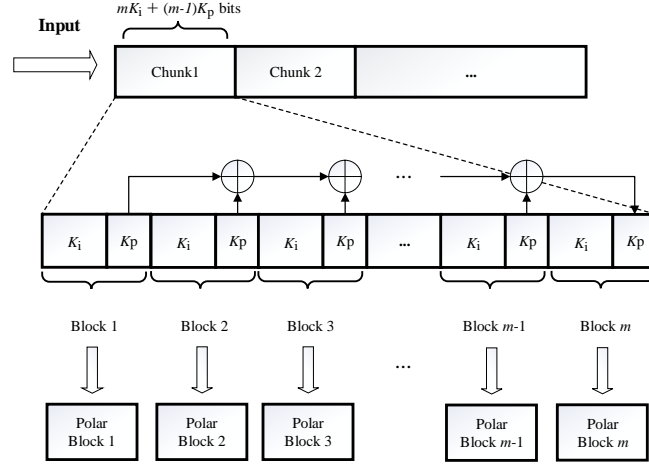 mKi + (m-1)Kp bits
Input
Chunk1 Chunk 2 ...
...
Ki Kp Ki Kp Ki Kp ... Ki Kp Ki Kp
Block 1 Block 2 Block 3 Block m-1 Block m
...
Polar Polar Polar Polar Polar
Block 1 Block 2 Block 3 Block m-1 Block m